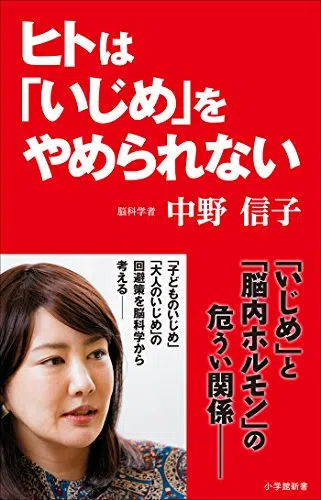 ヒトは
「いじめ」を
やめられない
脳科学者 中野 信子
「いじめ」と
「脳内ホルモン」の
危うい関係――
「子どものいじめ」
「大人のいじめ」の
回避策を脳科学から
考える――
小学館新書